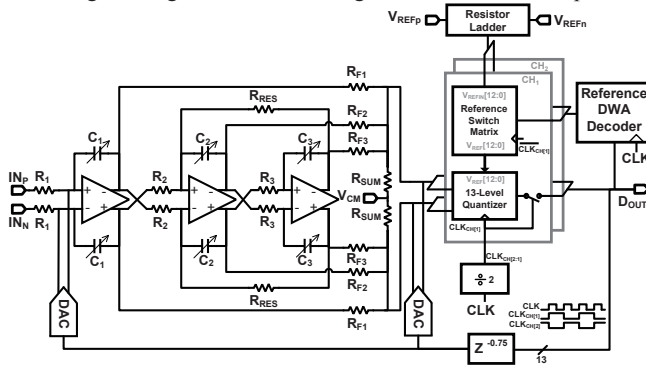 V_REFp
Resistor Ladder
V_REFn
CH_2
CH_1
V_REFIN[12:0]
Reference Switch Matrix
V_REF[12:0]
CLK_CH[1]
Reference DWA Decoder
CLK
R_F1
R_F2
R_F3
R_RES
C_1
C_2
C_3
IN_P
R_1
R_2
R_3
V_CM
R_SUM
R_SUM
IN_N
R_1
R_2
R_3
C_1
C_2
C_3
R_RES
R_F3
R_F2
R_F1
V_REF[12:0]
13-Level Quantizer
CLK_CH[1]
CLK_CH[2:1]
D_OUT
÷ 2
CLK
CLK
CLK_CH[1]
CLK_CH[2]
DAC
DAC
Z^-0.75
13
+ -
- +
+ -
- +
+ -
- +